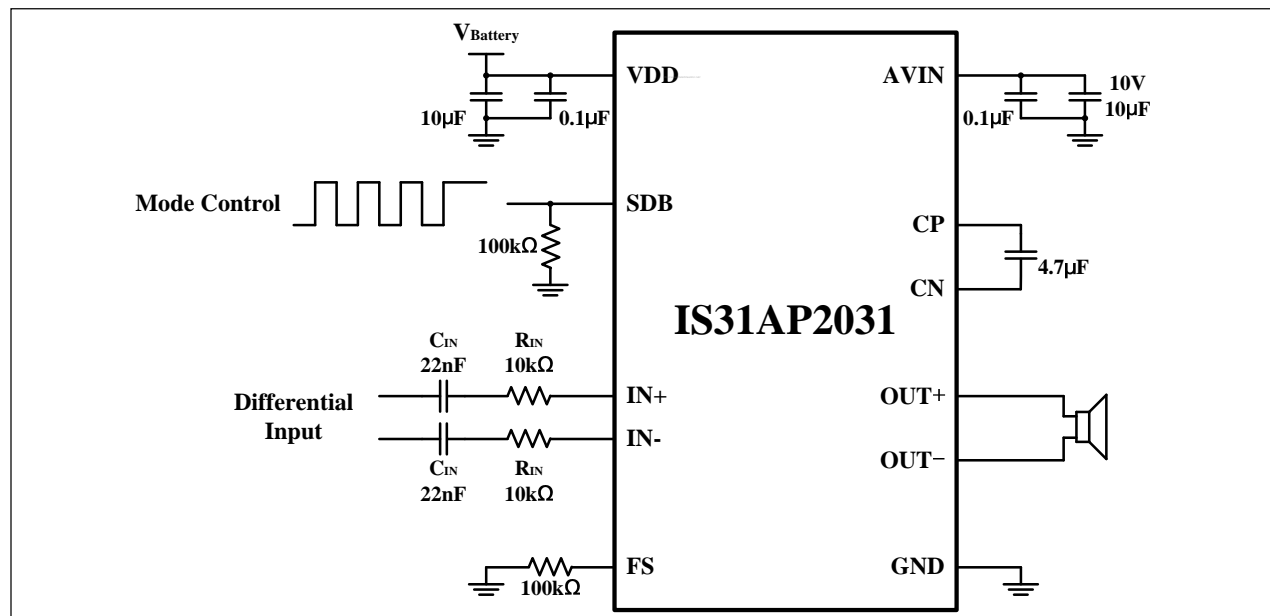 VBattery
VDD
AVIN
10µF
0.1µF
0.1µF
10V
10µF
Mode Control
SDB
100kΩ
CP
CN
4.7µF
IS31AP2031
CIN
22nF
RIN
10kΩ
Differential
Input
IN+
IN-
CIN
22nF
RIN
10kΩ
OUT+
OUT−
FS
100kΩ
GND